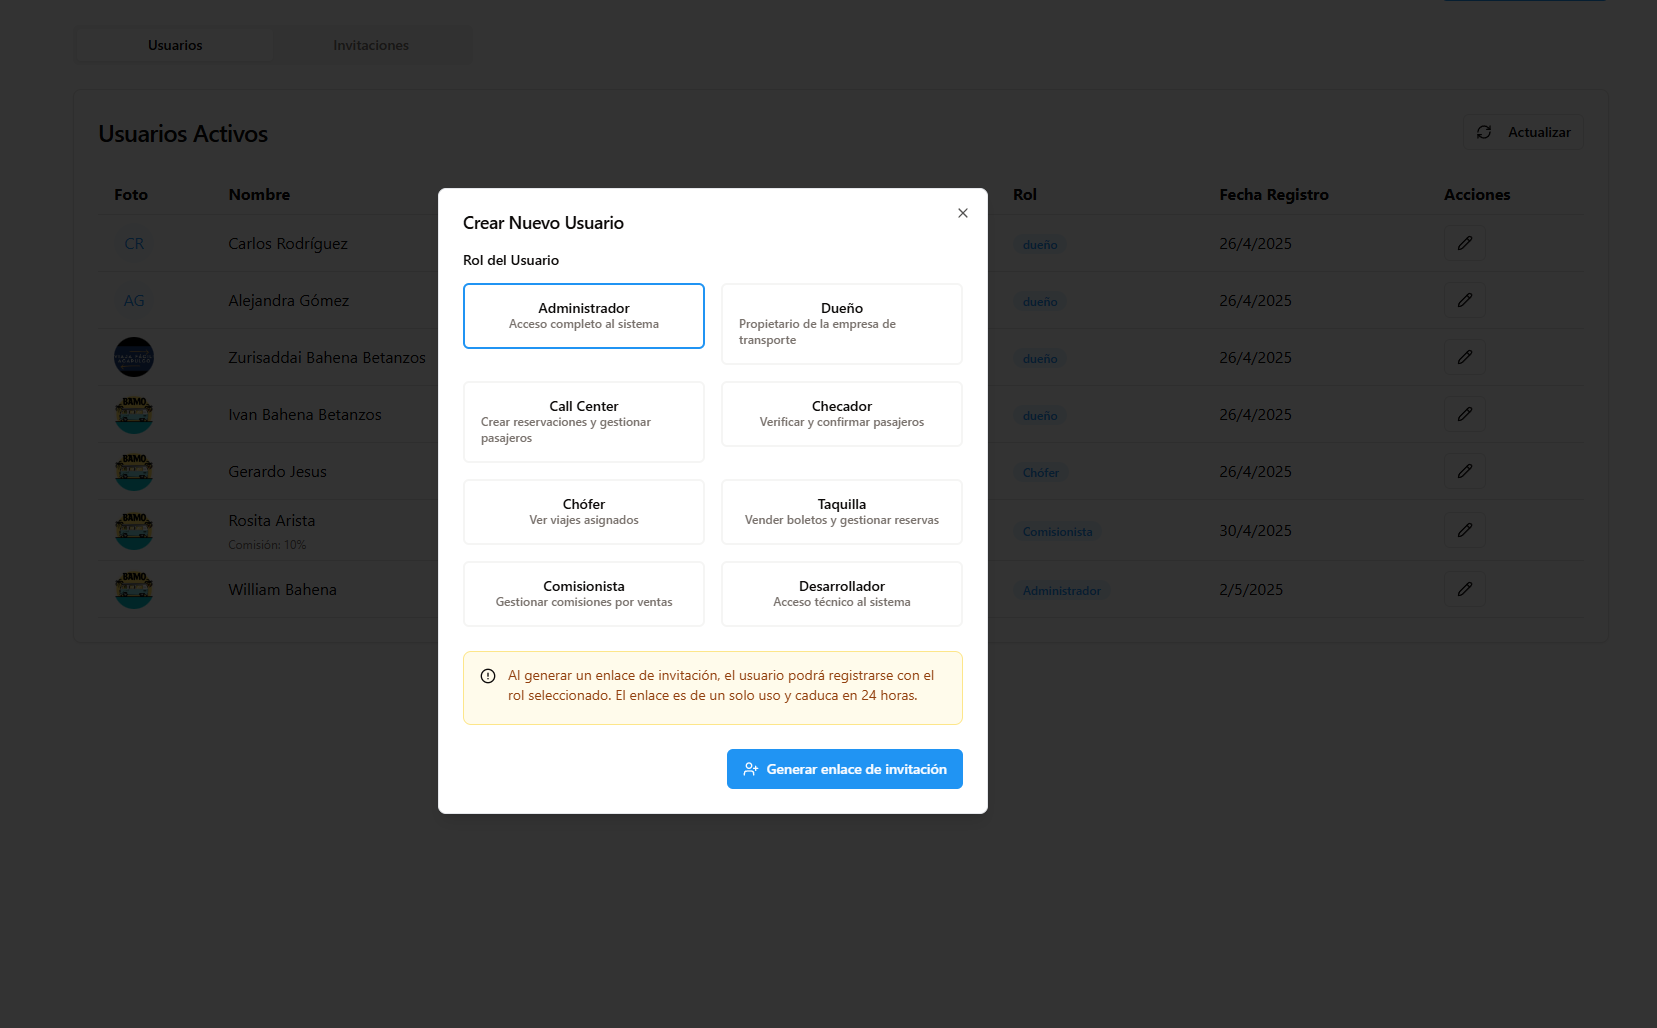 Usuarios
Invitaciones
Usuarios Activos
Actualizar
Foto
Nombre
Rol
Fecha Registro
Acciones
CR
Carlos Rodríguez
dueño
26/4/2025
AG
Alejandra Gómez
dueño
26/4/2025
Zurisaddai Bahena Betanzos
dueño
26/4/2025
BAMO
Ivan Bahena Betanzos
dueño
26/4/2025
BAMO
Gerardo Jesus
Chófer
26/4/2025
BAMO
Rosita Arista
Comisión: 10%
Comisionista
30/4/2025
BAMO
William Bahena
Administrador
2/5/2025
Crear Nuevo Usuario
Rol del Usuario
Administrador
Acceso completo al sistema
Dueño
Propietario de la empresa de
transporte
Call Center
Crear reservaciones y gestionar
pasajeros
Checador
Verificar y confirmar pasajeros
Chófer
Ver viajes asignados
Taquilla
Vender boletos y gestionar reservas
Comisionista
Gestionar comisiones por ventas
Desarrollador
Acceso técnico al sistema
Al generar un enlace de invitación, el usuario podrá registrarse con el
rol seleccionado. El enlace es de un solo uso y caduca en 24 horas.
Generar enlace de invitación